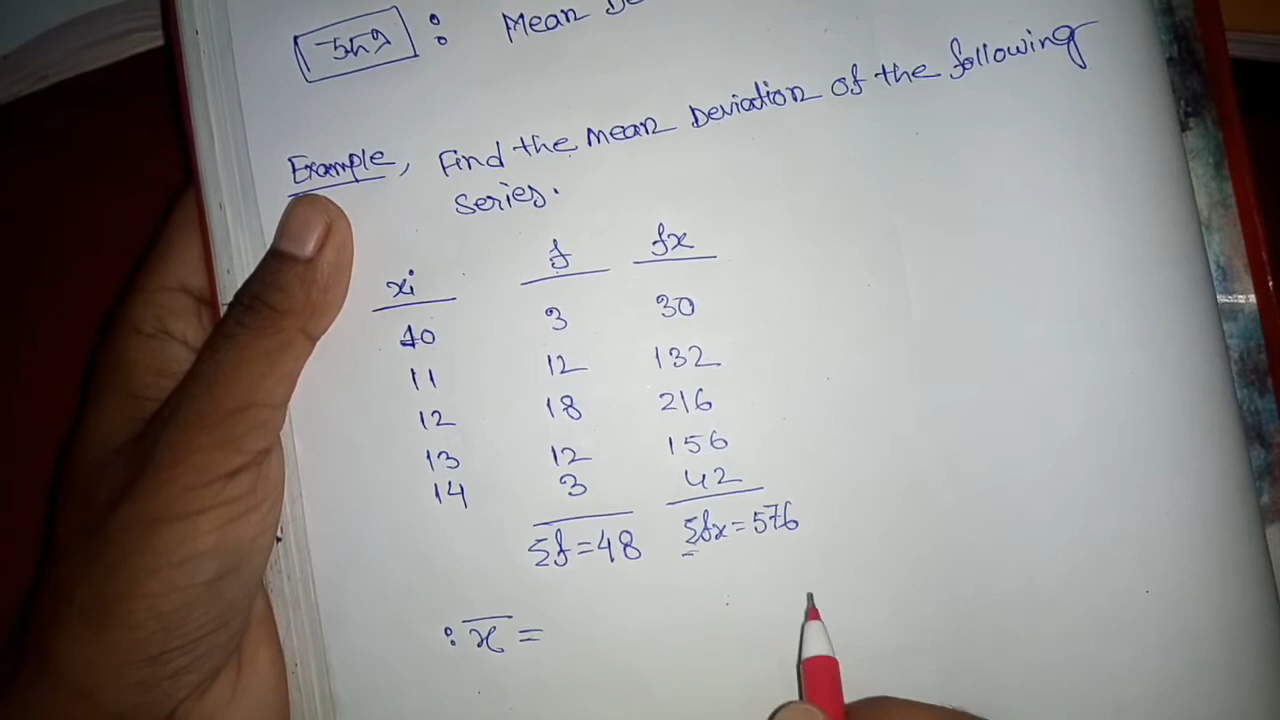 : Mean
Example, Find the Mean Deviation of the following
series.
xi f fx
10 3 30
11 12 132
12 18 216
13 12 156
14 3 42
Σf=48 Σfx=576
: x̄ =